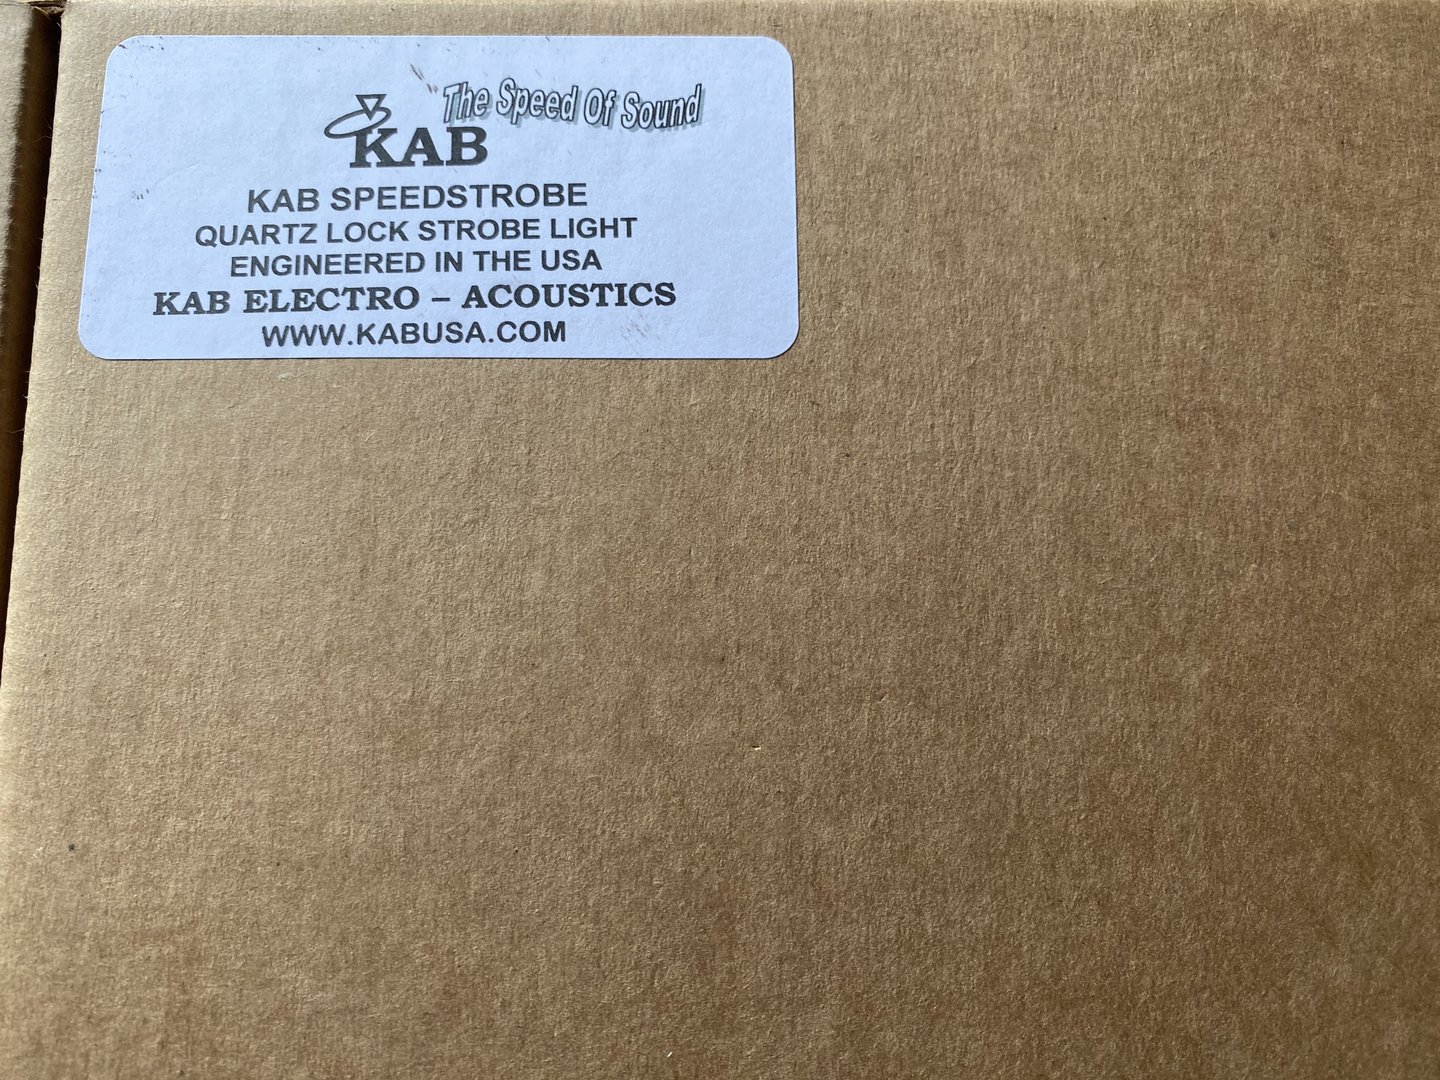 The Speed Of Sound
KAB
KAB SPEEDSTROBE
QUARTZ LOCK STROBE LIGHT
ENGINEERED IN THE USA
KAB ELECTRO – ACOUSTICS
WWW.KABUSA.COM